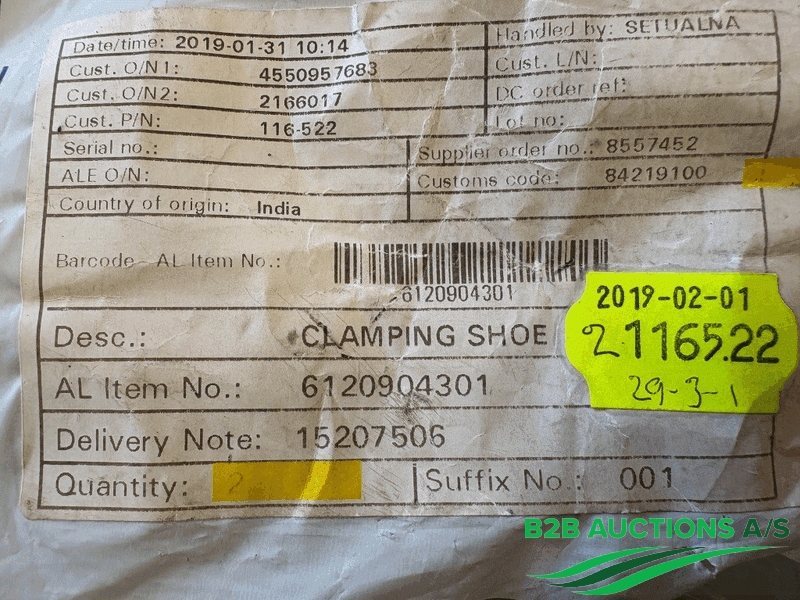 Date/time: 2019-01-31 10:14
Handled by: SETUALNA
Cust. O/N1: 4550957683
Cust. L/N:
Cust. O/N2: 2166017
DC order ref:
Cust. P/N: 116-522
Lot no:
Serial no.:
Supplier order no.: 8557452
ALE O/N:
Customs code: 84219100
Country of origin: India
Barcode - AL Item No.:
6120904301
2019-02-01
2 1165.22
29-3-1
Desc.: CLAMPING SHOE
AL Item No.: 6120904301
Delivery Note: 15207506
Quantity: 2
Suffix No.: 001
B2B AUCTIONS A/S